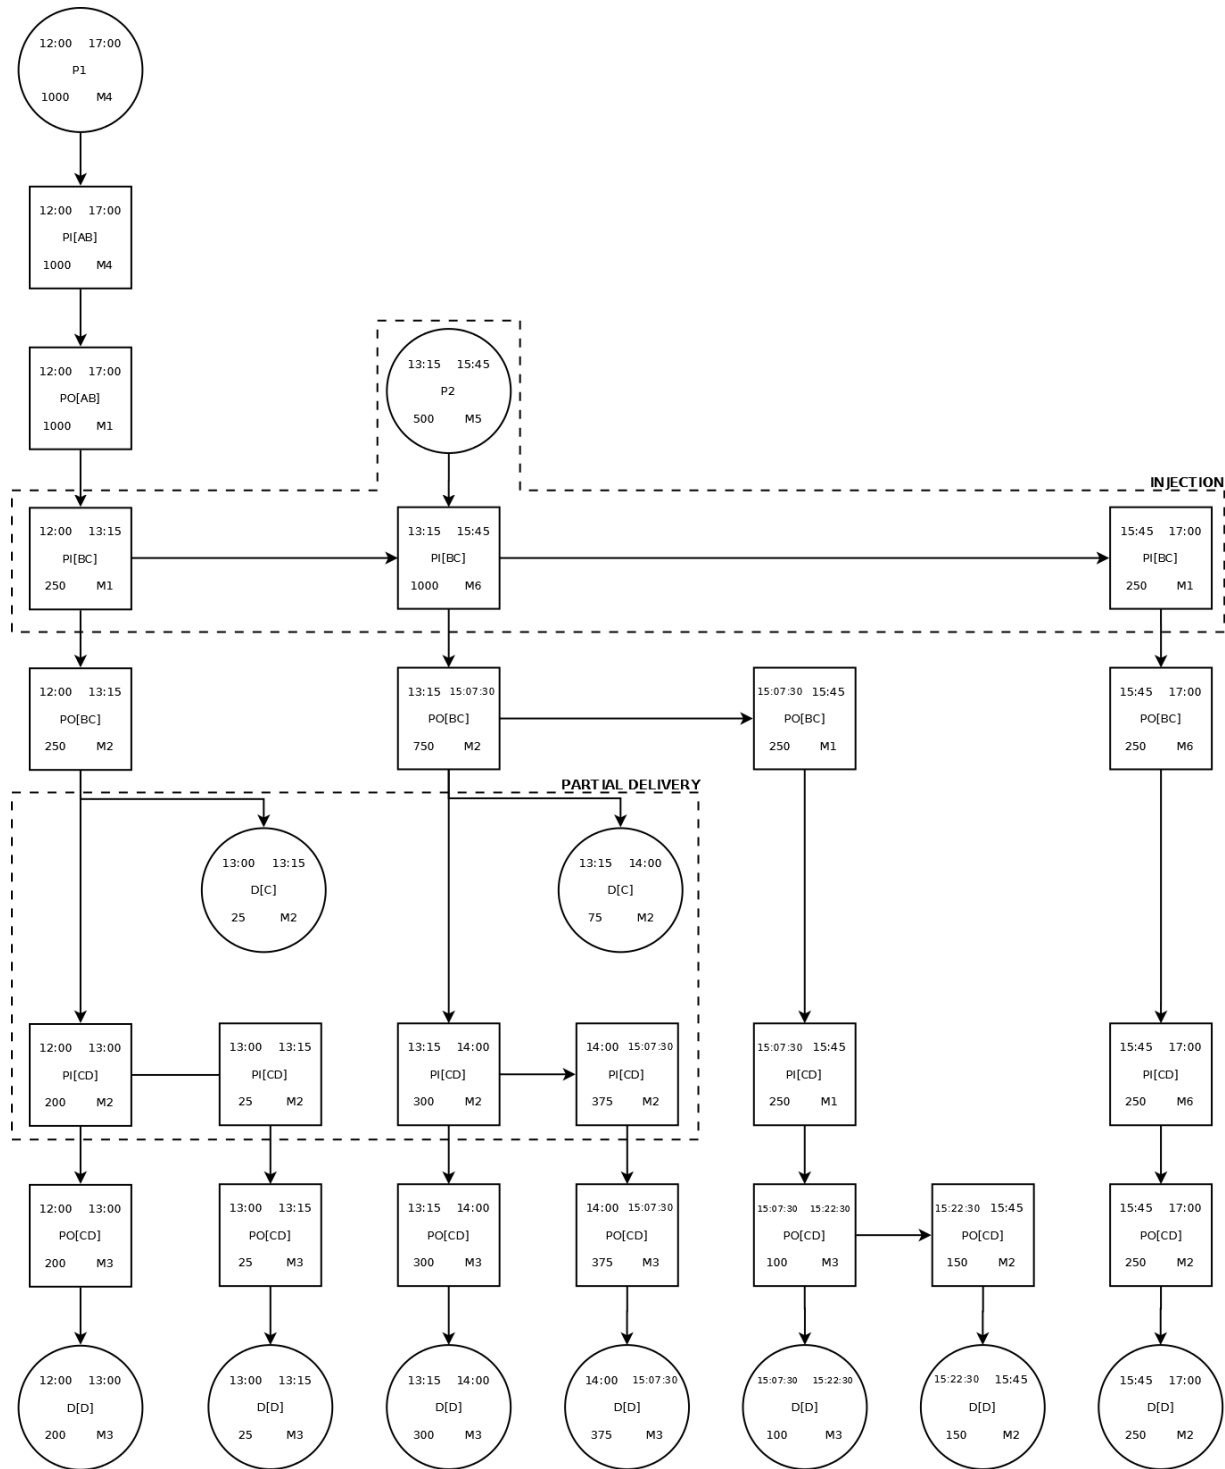 12:00 17:00
P1
1000 M4
12:00 17:00
PI[AB]
1000 M4
12:00 17:00
PO[AB]
1000 M1
13:15 15:45
P2
500 M5
INJECTION
12:00 13:15
PI[BC]
250 M1
13:15 15:45
PI[BC]
1000 M6
15:45 17:00
PI[BC]
250 M1
12:00 13:15
PO[BC]
250 M2
13:15 15:07:30
PO[BC]
750 M2
15:07:30 15:45
PO[BC]
250 M1
15:45 17:00
PO[BC]
250 M6
PARTIAL DELIVERY
13:00 13:15
D[C]
25 M2
13:15 14:00
D[C]
75 M2
12:00 13:00
PI[CD]
200 M2
13:00 13:15
PI[CD]
25 M2
13:15 14:00
PI[CD]
300 M2
14:00 15:07:30
PI[CD]
375 M2
15:07:30 15:45
PI[CD]
250 M1
15:45 17:00
PI[CD]
250 M6
12:00 13:00
PO[CD]
200 M3
13:00 13:15
PO[CD]
25 M3
13:15 14:00
PO[CD]
300 M3
14:00 15:07:30
PO[CD]
375 M3
15:07:30 15:22:30
PO[CD]
100 M3
15:22:30 15:45
PO[CD]
150 M2
15:45 17:00
PO[CD]
250 M2
12:00 13:00
D[D]
200 M3
13:00 13:15
D[D]
25 M3
13:15 14:00
D[D]
300 M3
14:00 15:07:30
D[D]
375 M3
15:07:30 15:22:30
D[D]
100 M3
15:22:30 15:45
D[D]
150 M2
15:45 17:00
D[D]
250 M2